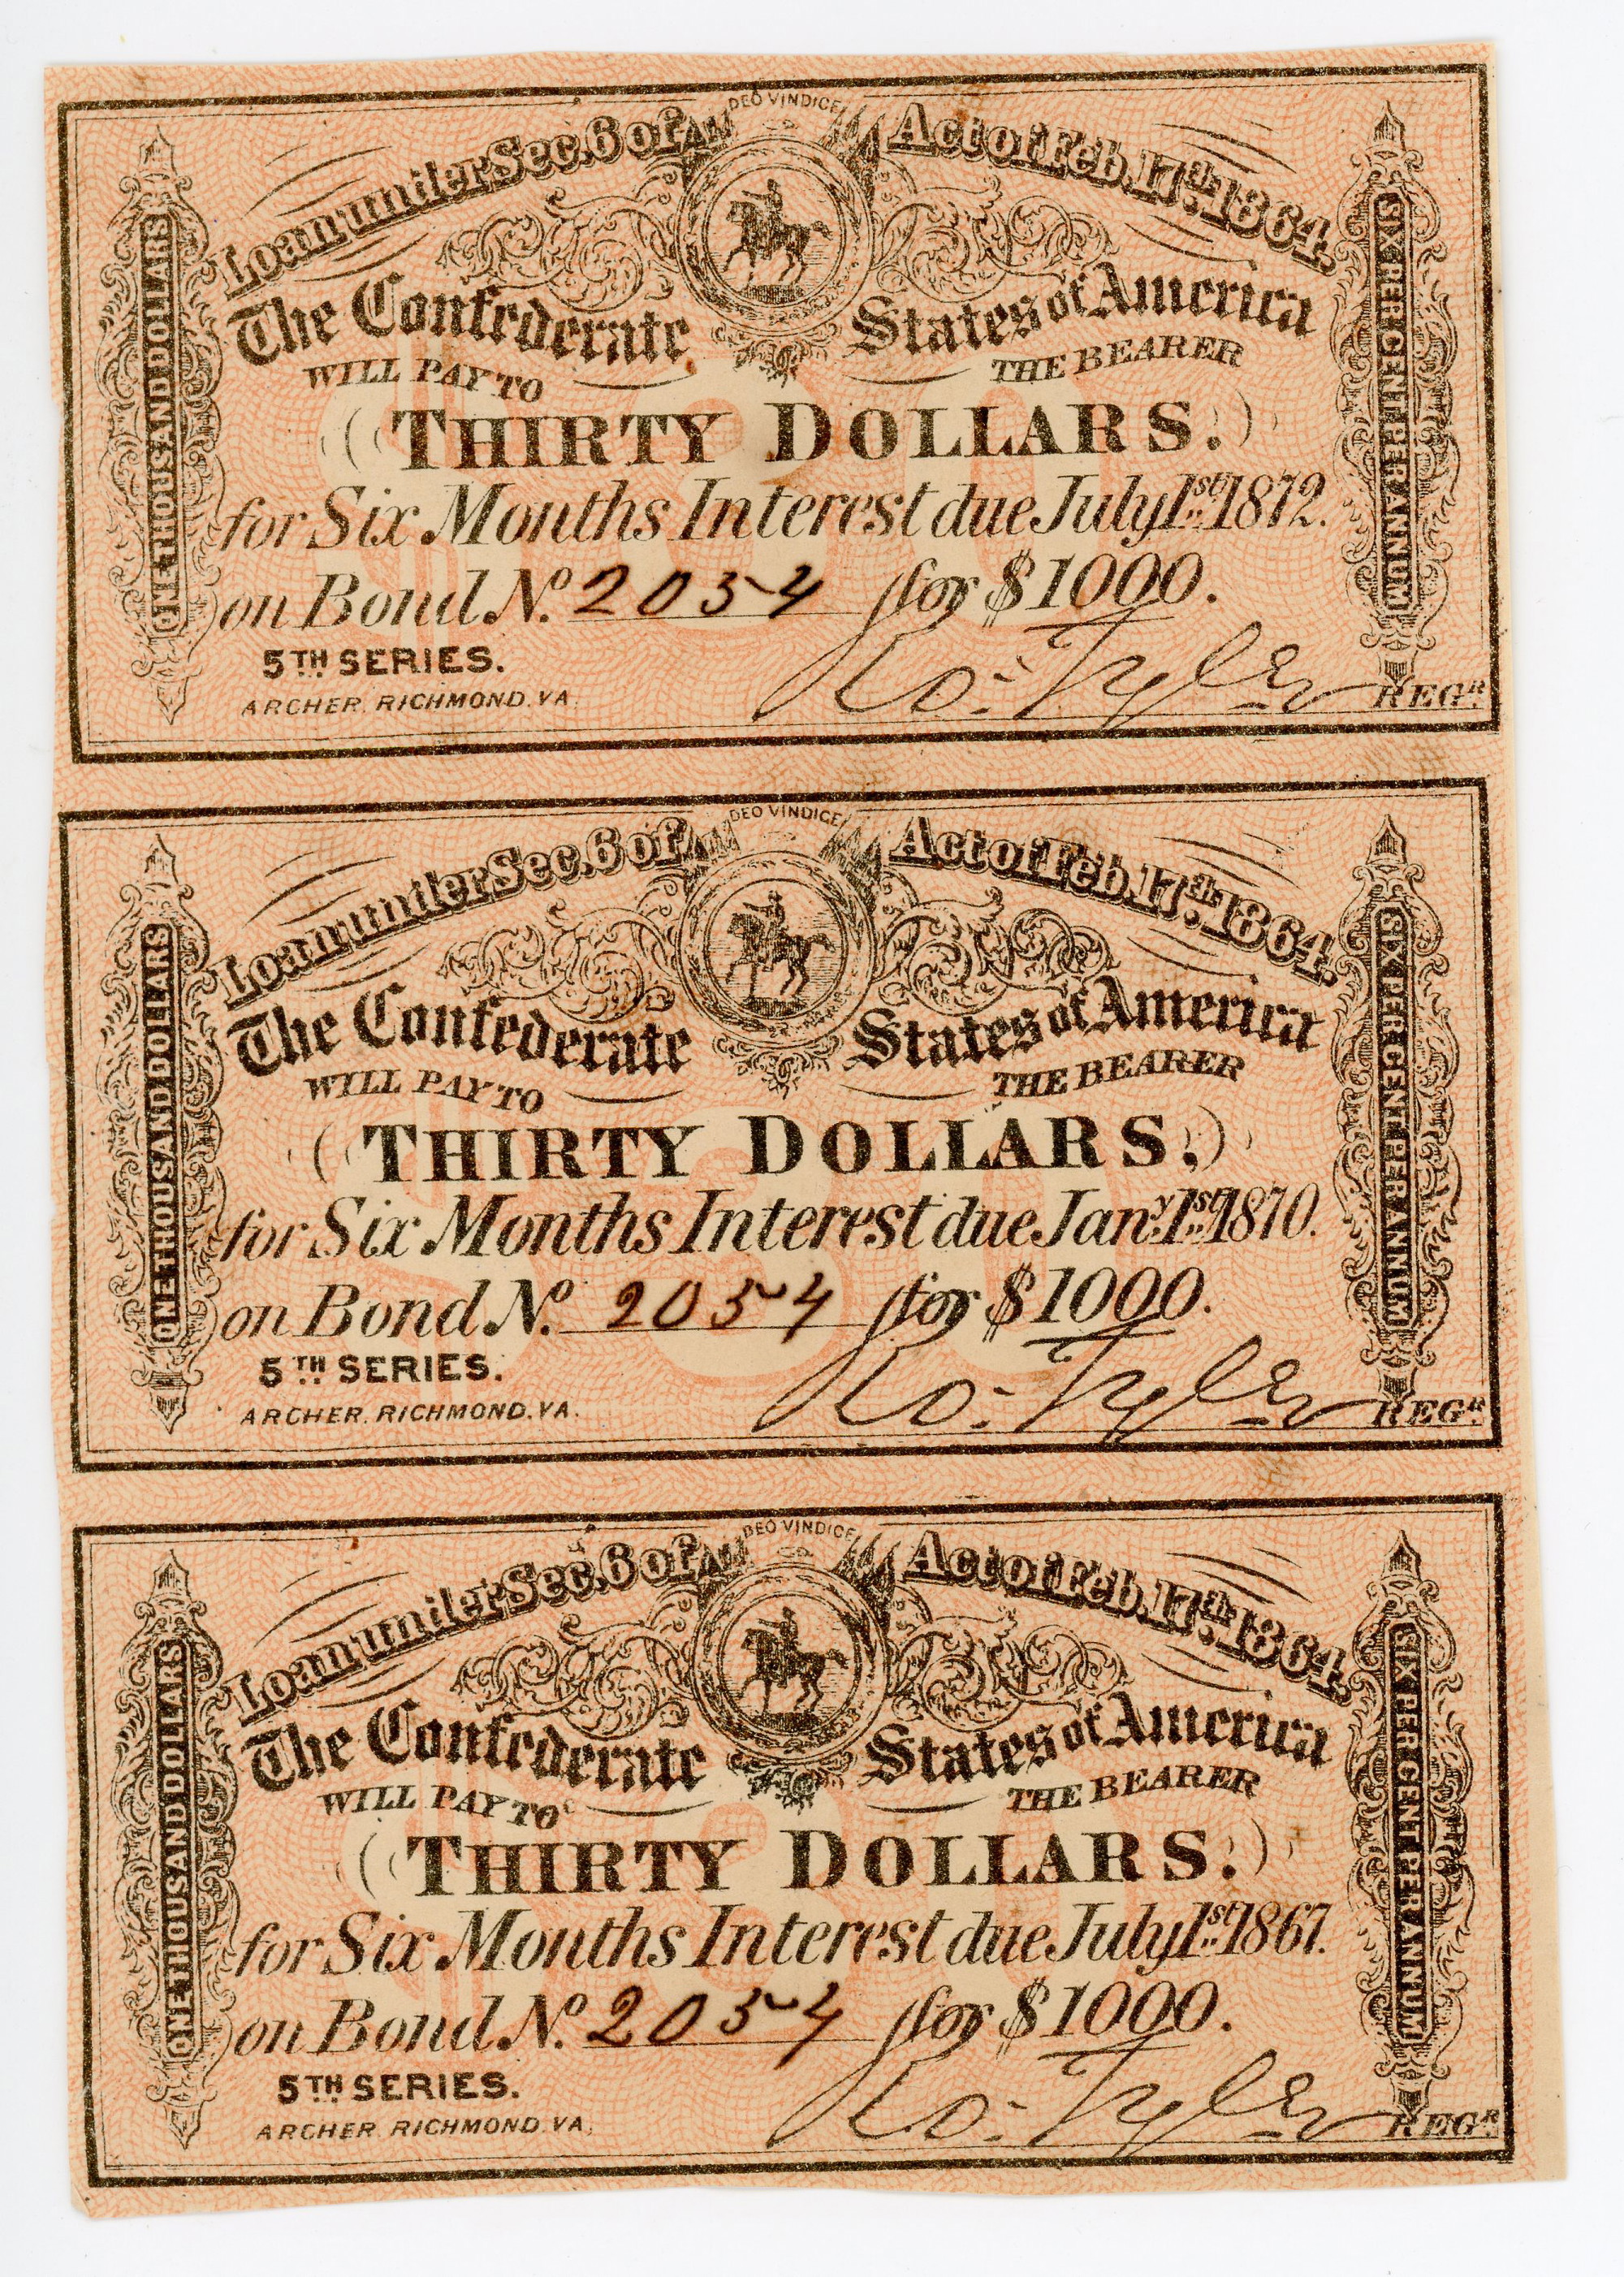 DEO VINDICE
Loan under Sec. 6 of Act of Feb. 17th, 1864.
The Confederate States of America
WILL PAY TO THE BEARER
(THIRTY DOLLARS.)
for Six Months Interest due July 1st 1872.
on Bond No. 2054 for $1000.
5TH SERIES.
Ro: Tyler REGR.
ARCHER, RICHMOND. VA.
ONE THOUSAND DOLLARS
SIX PER CENT PER ANNUM
$30
DEO VINDICE
Loan under Sec. 6 of Act of Feb. 17th, 1864.
The Confederate States of America
WILL PAY TO THE BEARER
(THIRTY DOLLARS.)
for Six Months Interest due Jany. 1st 1870.
on Bond No. 2054 for $1000.
5TH SERIES.
Ro: Tyler REGR.
ARCHER, RICHMOND. VA.
ONE THOUSAND DOLLARS
SIX PER CENT PER ANNUM
$30
DEO VINDICE
Loan under Sec. 6 of Act of Feb. 17th, 1864.
The Confederate States of America
WILL PAY TO THE BEARER
(THIRTY DOLLARS.)
for Six Months Interest due July 1st 1867.
on Bond No. 2054 for $1000.
5TH SERIES.
Ro: Tyler REGR.
ARCHER, RICHMOND. VA.
ONE THOUSAND DOLLARS
SIX PER CENT PER ANNUM
$30